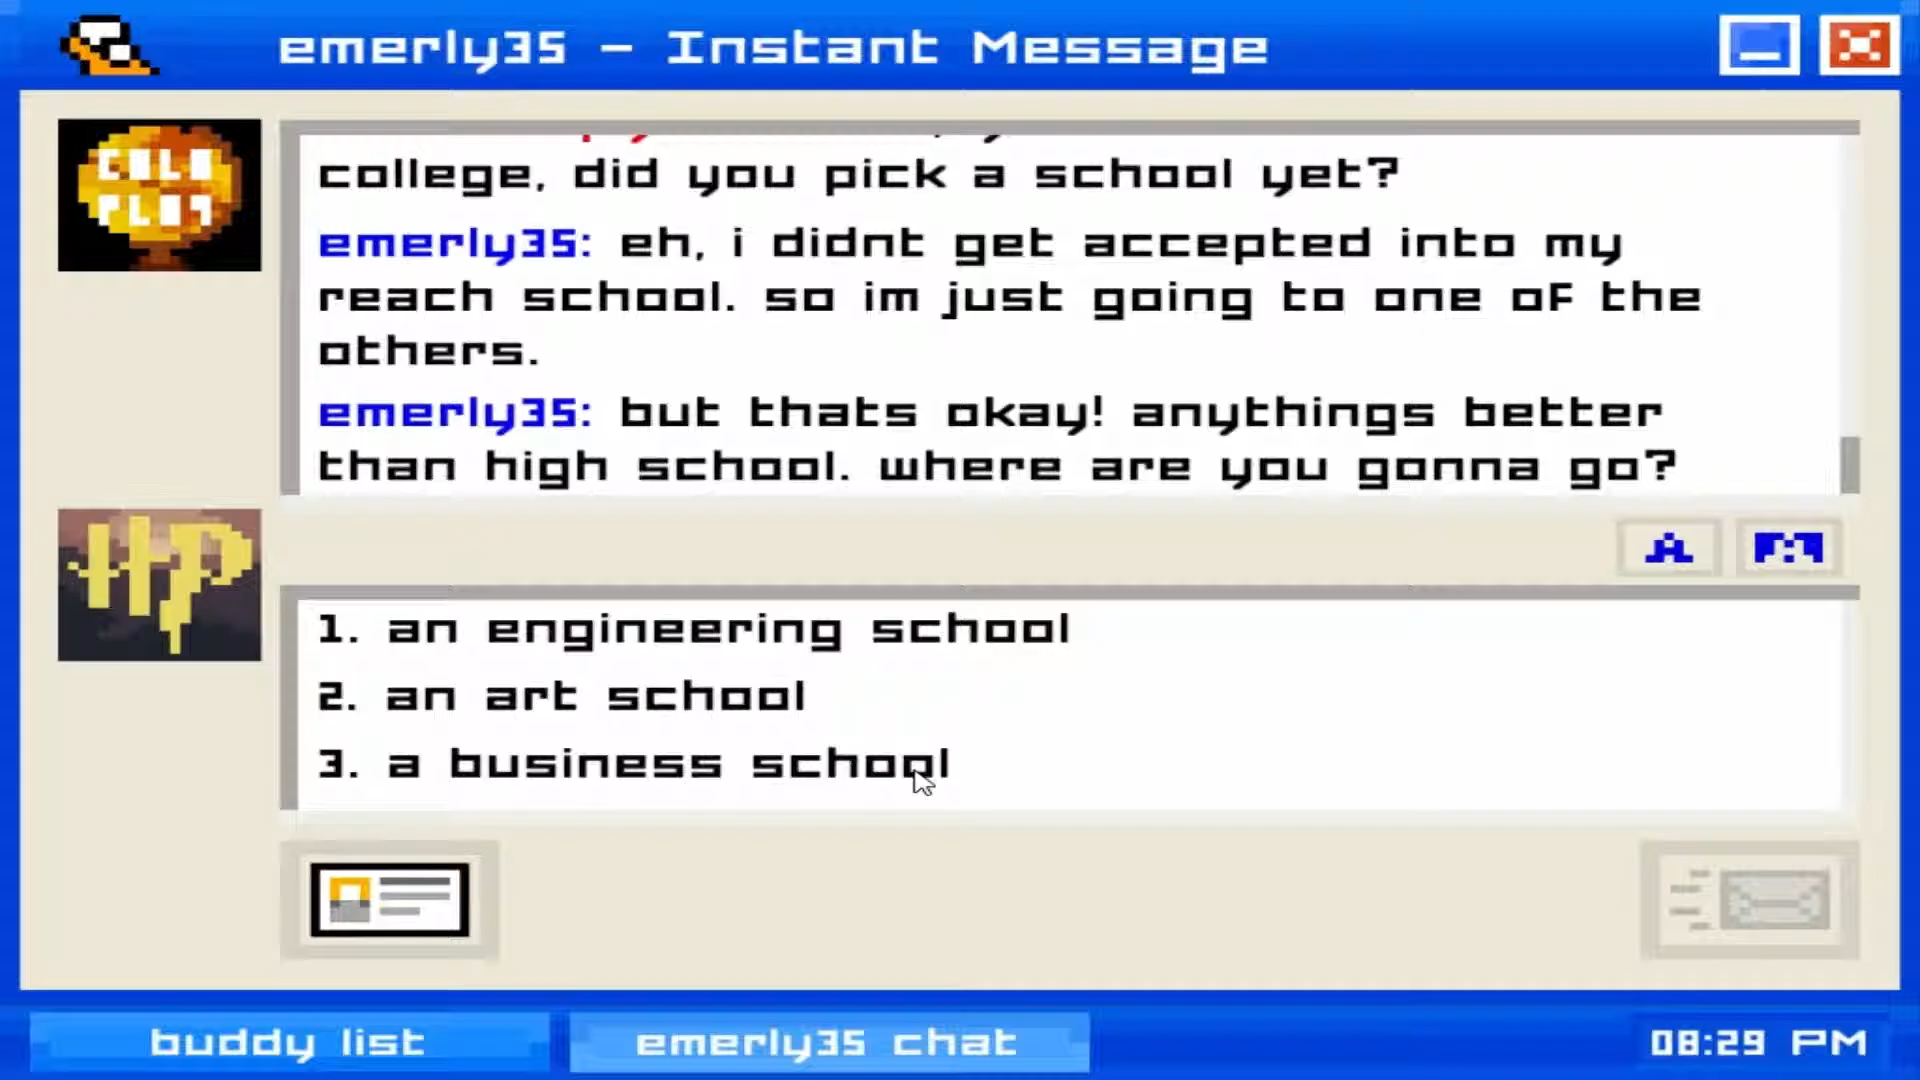 emerly35 - Instant Message
COLD
PLAY
college, did you pick a school yet?
emerly35: eh, i didnt get accepted into my
reach school. so im just going to one of the
others.
emerly35: but thats okay! anythings better
than high school. where are you gonna go?
HP
A
1. an engineering school
2. an art school
3. a business school
buddy list
emerly35 chat
08:29 PM